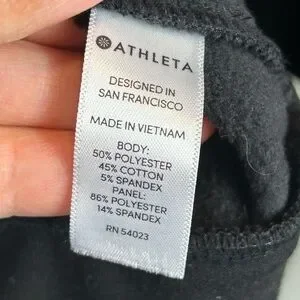 ATHLETA
DESIGNED IN
SAN FRANCISCO
MADE IN VIETNAM
BODY:
50% POLYESTER
45% COTTON
5% SPANDEX
PANEL:
86% POLYESTER
14% SPANDEX
RN 54023